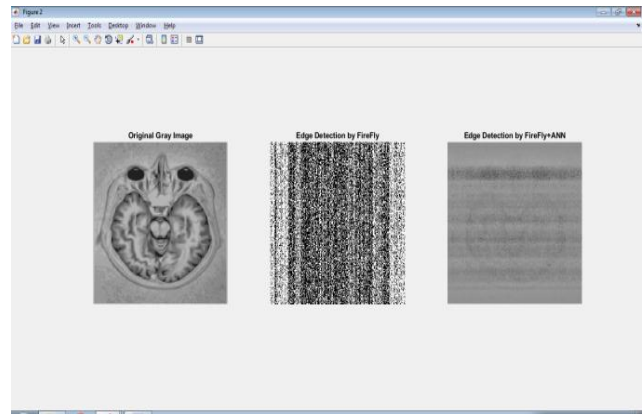 Figure 2
File Edit View Insert Tools Desktop Window Help
Original Gray Image
Edge Detection by FireFly
Edge Detection by FireFly+ANN